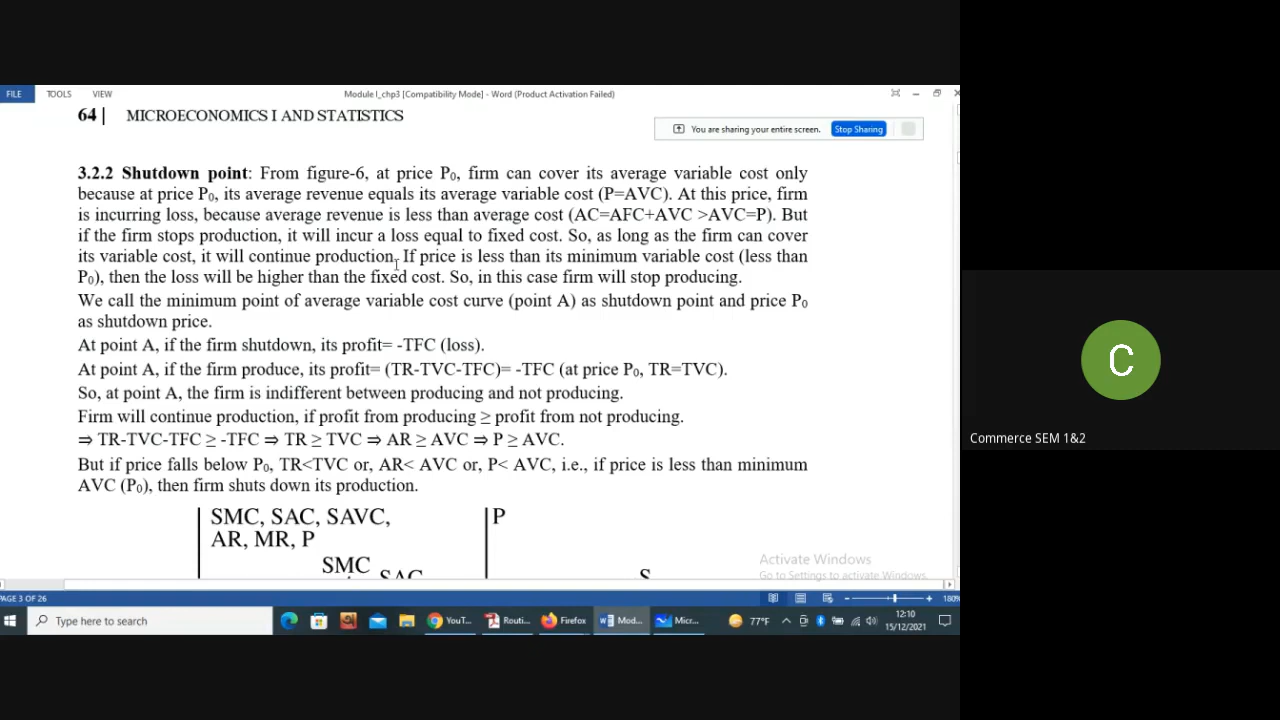 FILE TOOLS VIEW Module I_chp3 [Compatibility Mode] - Word (Product Activation Failed)
64 | MICROECONOMICS I AND STATISTICS
You are sharing your entire screen. Stop Sharing
3.2.2 Shutdown point: From figure-6, at price P₀, firm can cover its average variable cost only
because at price P₀, its average revenue equals its average variable cost (P=AVC). At this price, firm
is incurring loss, because average revenue is less than average cost (AC=AFC+AVC >AVC=P). But
if the firm stops production, it will incur a loss equal to fixed cost. So, as long as the firm can cover
its variable cost, it will continue production. If price is less than its minimum variable cost (less than
P₀), then the loss will be higher than the fixed cost. So, in this case firm will stop producing.
We call the minimum point of average variable cost curve (point A) as shutdown point and price P₀
as shutdown price.
At point A, if the firm shutdown, its profit= -TFC (loss).
At point A, if the firm produce, its profit= (TR-TVC-TFC)= -TFC (at price P₀, TR=TVC).
So, at point A, the firm is indifferent between producing and not producing.
Firm will continue production, if profit from producing ≥ profit from not producing.
⇒ TR-TVC-TFC ≥ -TFC ⇒ TR ≥ TVC ⇒ AR ≥ AVC ⇒ P ≥ AVC.
But if price falls below P₀, TR<TVC or, AR< AVC or, P< AVC, i.e., if price is less than minimum
AVC (P₀), then firm shuts down its production.
SMC, SAC, SAVC, P
AR, MR, P
SMC
SAC S
Activate Windows
Go to Settings to activate Windows.
PAGE 3 OF 26 180%
Type here to search YouT... Routi... Firefox Mod... Micr... 77°F 12:10
15/12/2021
C
Commerce SEM 1&2